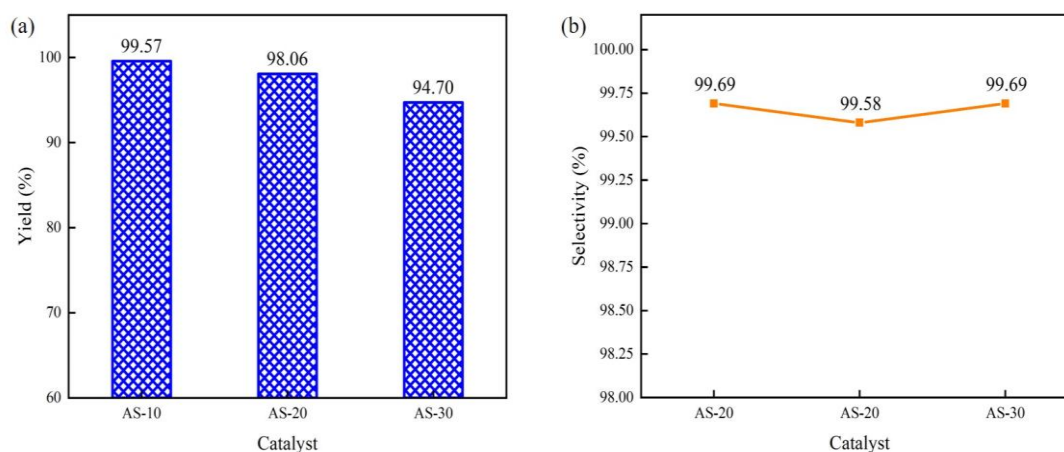 (a)
99.57
98.06
94.70
100
90
80
70
60
Yield (%)
AS-10
AS-20
AS-30
Catalyst
(b)
100.00
99.75
99.50
99.25
99.00
98.75
98.50
98.25
98.00
Selectivity (%)
99.69
99.58
99.69
AS-20
AS-20
AS-30
Catalyst